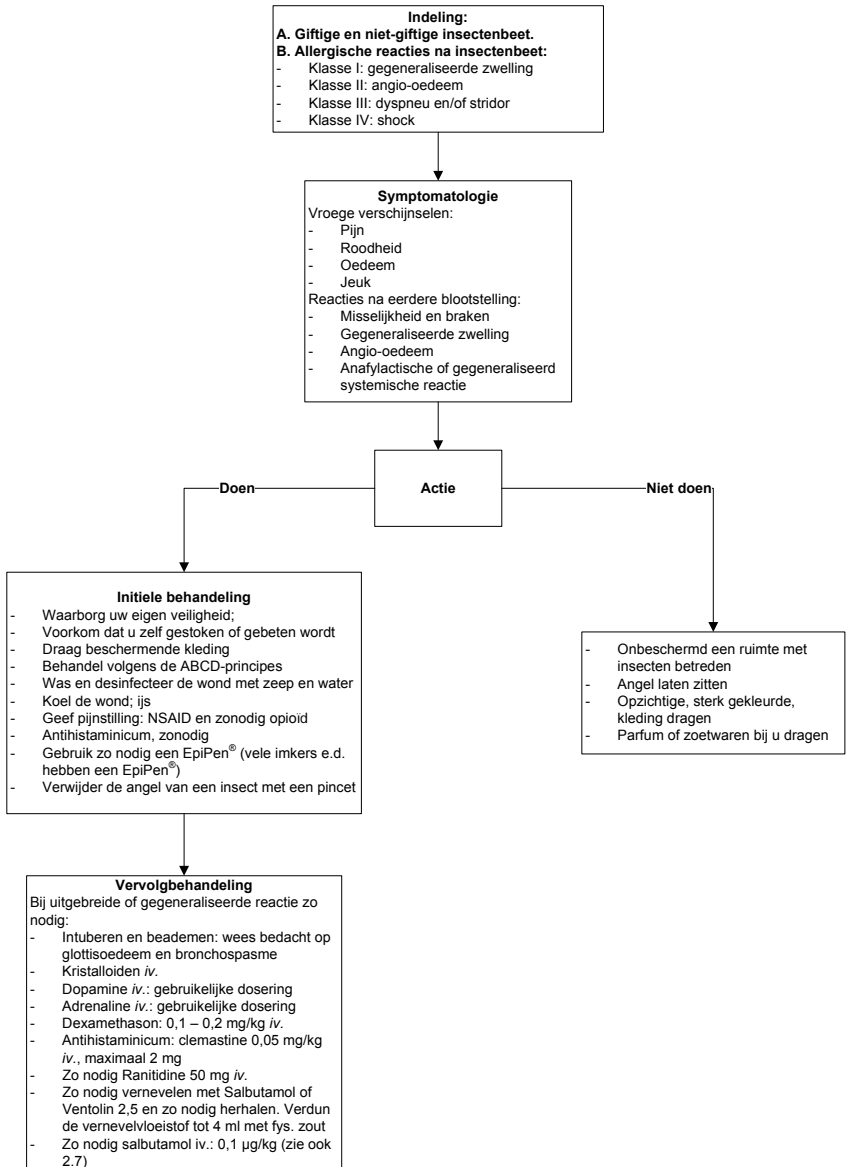 Indeling:
A. Giftige en niet-giftige insectenbeet.
B. Allergische reacties na insectenbeet:
- Klasse I: gegeneraliseerde zwelling
- Klasse II: angio-oedeem
- Klasse III: dyspneu en/of stridor
- Klasse IV: shock
Symptomatologie
Vroege verschijnselen:
- Pijn
- Roodheid
- Oedeem
- Jeuk
Reacties na eerdere blootstelling:
- Misselijkheid en braken
- Gegeneraliseerde zwelling
- Angio-oedeem
- Anafylactische of gegeneraliseerd
systemische reactie
Doen
Actie
Niet doen
Initiele behandeling
- Waarborg uw eigen veiligheid;
- Voorkom dat u zelf gestoken of gebeten wordt
- Draag beschermende kleding
- Behandel volgens de ABCD-principes
- Was en desinfecteer de wond met zeep en water
- Koel de wond; ijs
- Geef pijnstilling: NSAID en zonodig opioïd
- Antihistaminicum, zonodig
- Gebruik zo nodig een EpiPen® (vele imkers e.d.
hebben een EpiPen®)
- Verwijder de angel van een insect met een pincet
- Onbeschermd een ruimte met
insecten betreden
- Angel laten zitten
- Opzichtige, sterk gekleurde,
kleding dragen
- Parfum of zoetwaren bij u dragen
Vervolgbehandeling
Bij uitgebreide of gegeneraliseerde reactie zo
nodig:
- Intuberen en beademen: wees bedacht op
glottisoedeem en bronchospasme
- Kristalloiden iv.
- Dopamine iv.: gebruikelijke dosering
- Adrenaline iv.: gebruikelijke dosering
- Dexamethason: 0,1 – 0,2 mg/kg iv.
- Antihistaminicum: clemastine 0,05 mg/kg
iv., maximaal 2 mg
- Zo nodig Ranitidine 50 mg iv.
- Zo nodig vernevelen met Salbutamol of
Ventolin 2,5 en zo nodig herhalen. Verdun
de vernevelvloeistof tot 4 ml met fys. zout
- Zo nodig salbutamol iv.: 0,1 µg/kg (zie ook
2.7)